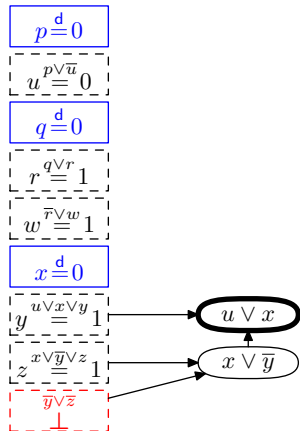 p d= 0
u p∨u̅= 0
q d= 0
r q∨r= 1
w r̅∨w= 1
x d= 0
y u∨x∨y= 1
u ∨ x
z x∨y̅∨z= 1
x ∨ y̅
y̅∨z̅
⊥